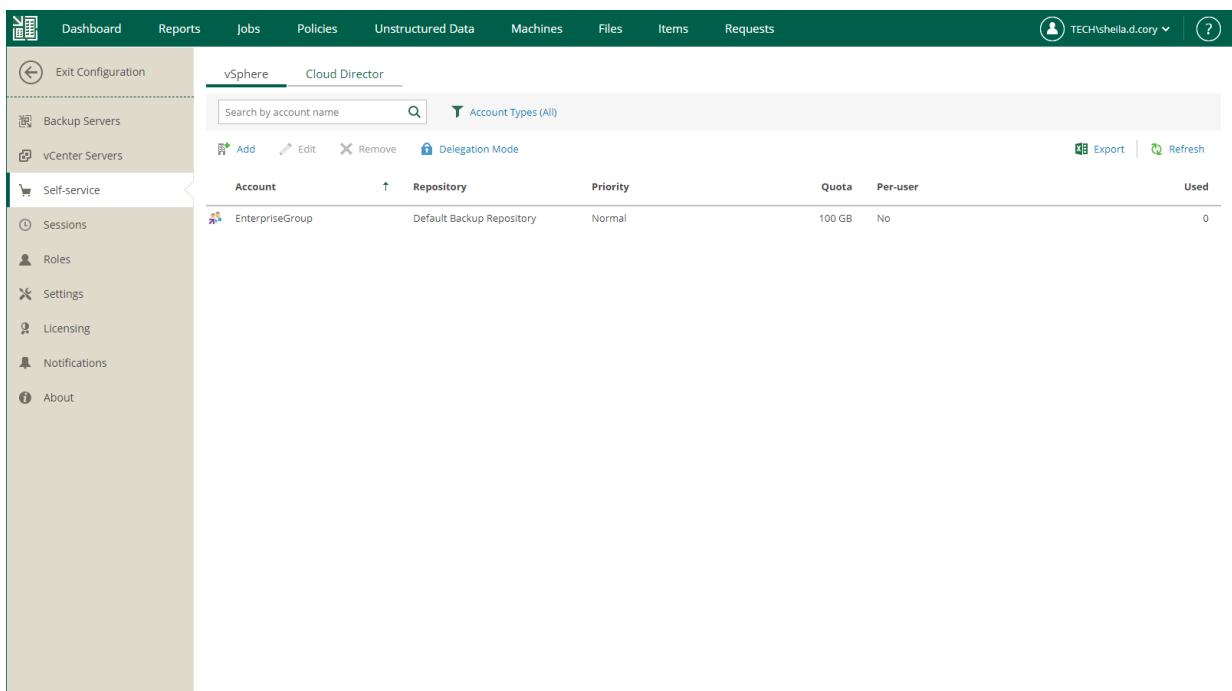 Dashboard Reports Jobs Policies Unstructured Data Machines Files Items Requests TECH\sheila.d.cory ?
Exit Configuration
Backup Servers
vCenter Servers
Self-service
Sessions
Roles
Settings
Licensing
Notifications
About
vSphere Cloud Director
Search by account name Account Types (All)
Add Edit Remove Delegation Mode Export Refresh
Account ↑ Repository Priority Quota Per-user Used
EnterpriseGroup Default Backup Repository Normal 100 GB No 0